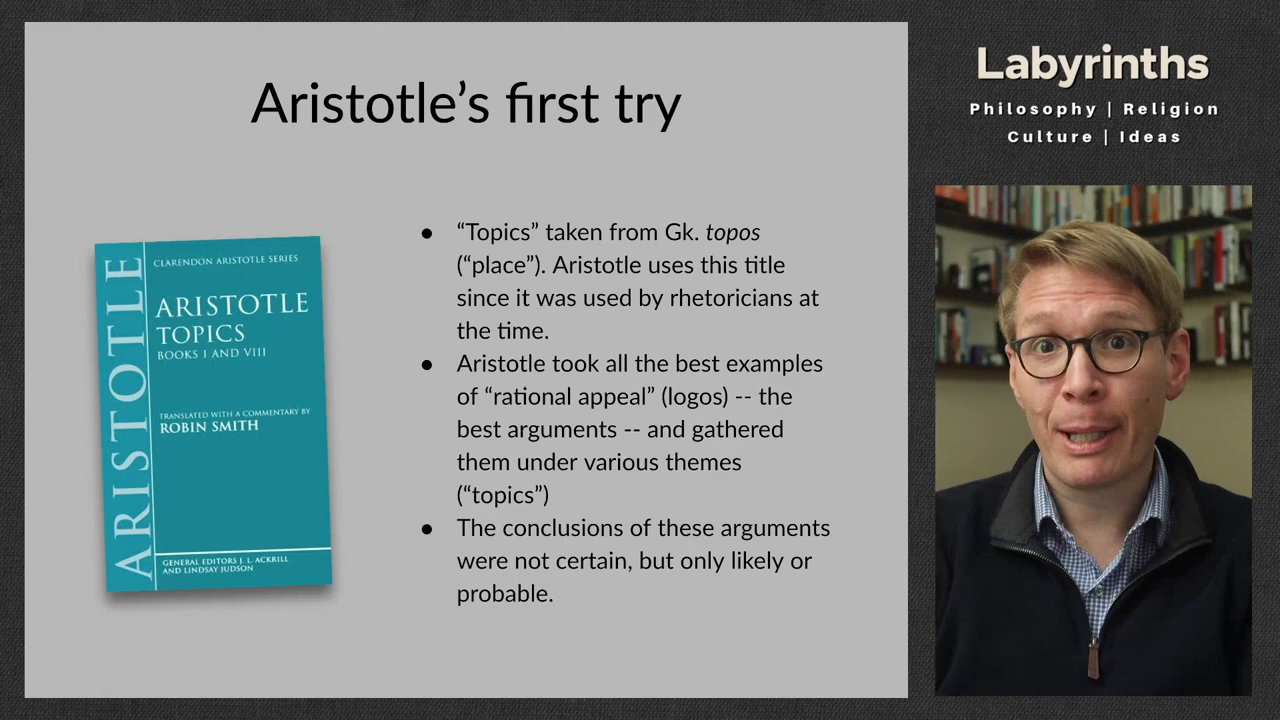 Aristotle’s first try
ARISTOTLE
CLARENDON ARISTOTLE SERIES
ARISTOTLE
TOPICS
BOOKS I AND VIII
TRANSLATED WITH A COMMENTARY BY
ROBIN SMITH
GENERAL EDITORS J. L. ACKRILL
AND LINDSAY JUDSON
● “Topics” taken from Gk. topos
(“place”). Aristotle uses this title
since it was used by rhetoricians at
the time.
● Aristotle took all the best examples
of “rational appeal” (logos) -- the
best arguments -- and gathered
them under various themes
(“topics”)
● The conclusions of these arguments
were not certain, but only likely or
probable.
Labyrinths
Philosophy | Religion
Culture | Ideas